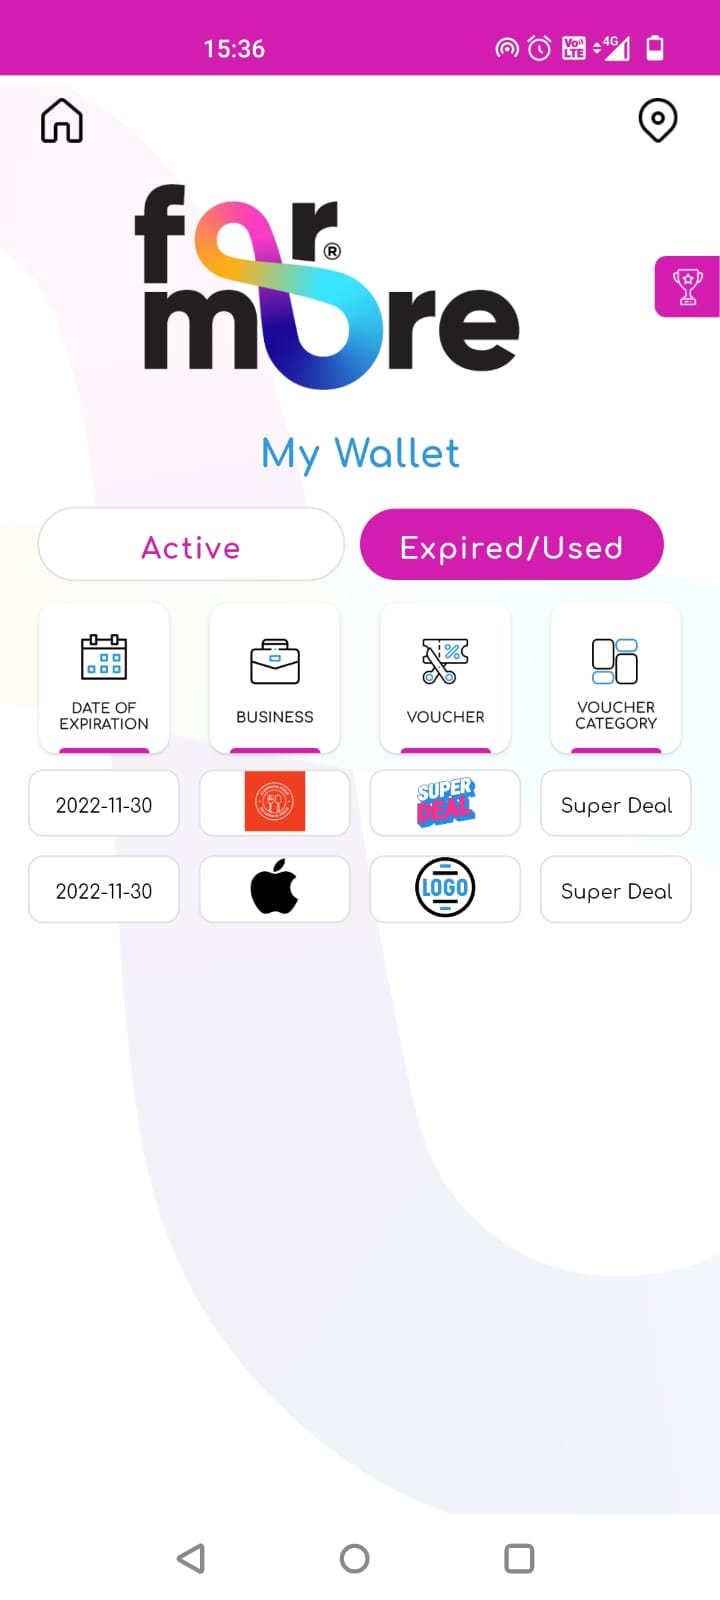 15:36
Vo))
LTE
4G
for
®
more
My Wallet
Active
Expired/Used
DATE OF
EXPIRATION
BUSINESS
VOUCHER
VOUCHER
CATEGORY
2022-11-30
SUPER
DEAL
Super Deal
2022-11-30
LOGO
Super Deal